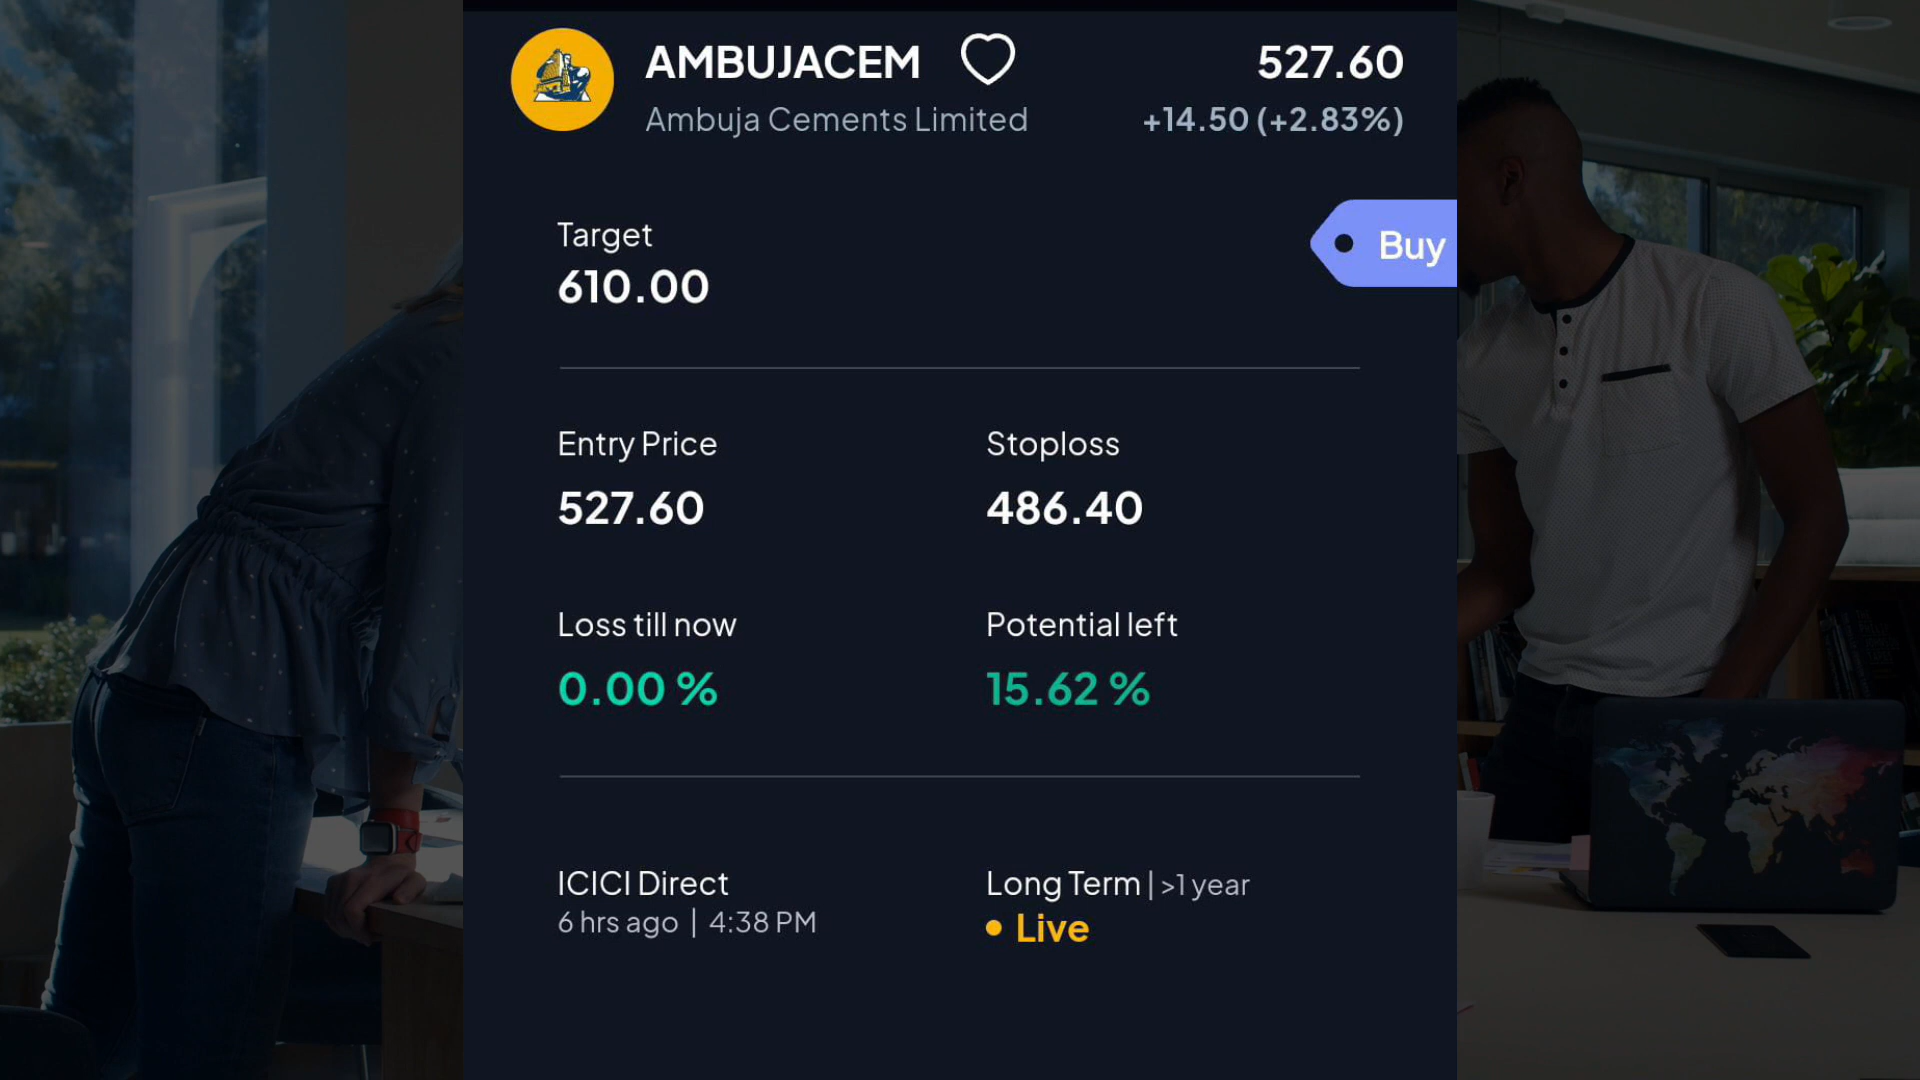 AMBUJACEM
527.60
Ambuja Cements Limited
+14.50 (+2.83%)
Target
610.00
Buy
Entry Price
527.60
Stoploss
486.40
Loss till now
0.00 %
Potential left
15.62 %
ICICI Direct
6 hrs ago | 4:38 PM
Long Term | >1 year
Live